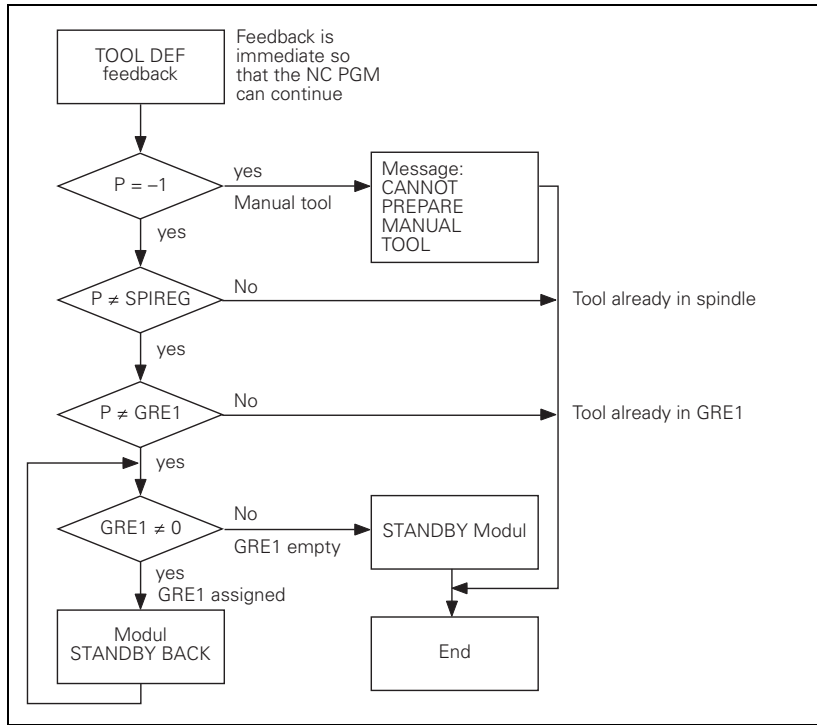 TOOL DEF
feedback
Feedback is
immediate so
that the NC PGM
can continue
P = –1
yes
Manual tool
Message:
CANNOT
PREPARE
MANUAL
TOOL
yes
P ≠ SPIREG
No
Tool already in spindle
yes
P ≠ GRE1
No
Tool already in GRE1
yes
GRE1 ≠ 0
No
GRE1 empty
STANDBY Modul
yes
GRE1 assigned
Modul
STANDBY BACK
End